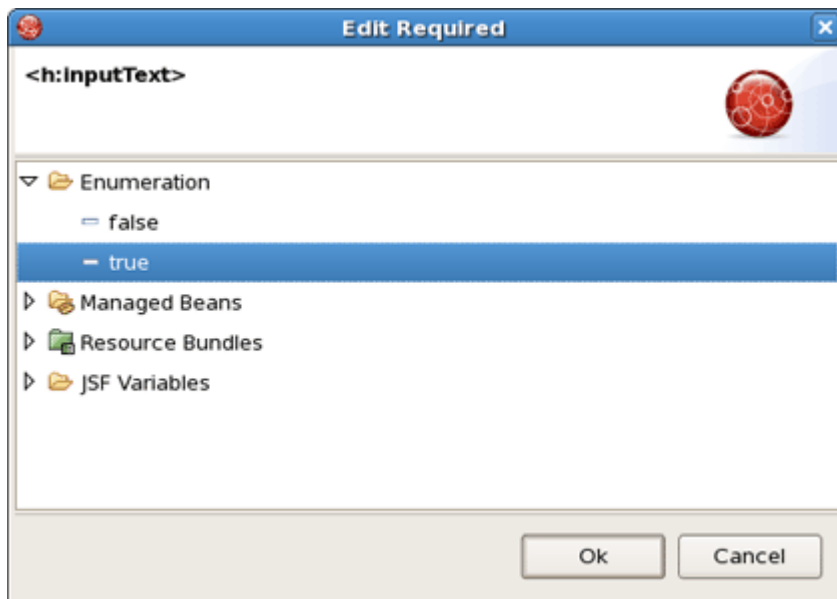 Edit Required
<h:inputText>
Enumeration
false
true
Managed Beans
Resource Bundles
JSF Variables
Ok
Cancel